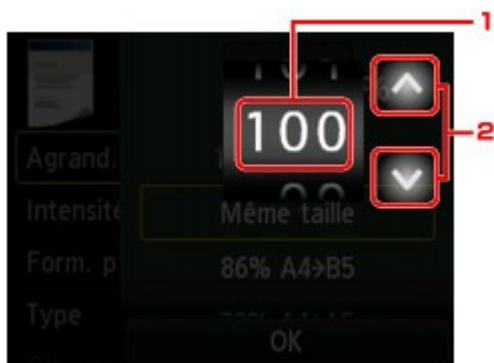 1
100
2
Agrand.
Intensité
Même taille
Form. p
86% A4→B5
Type
OK